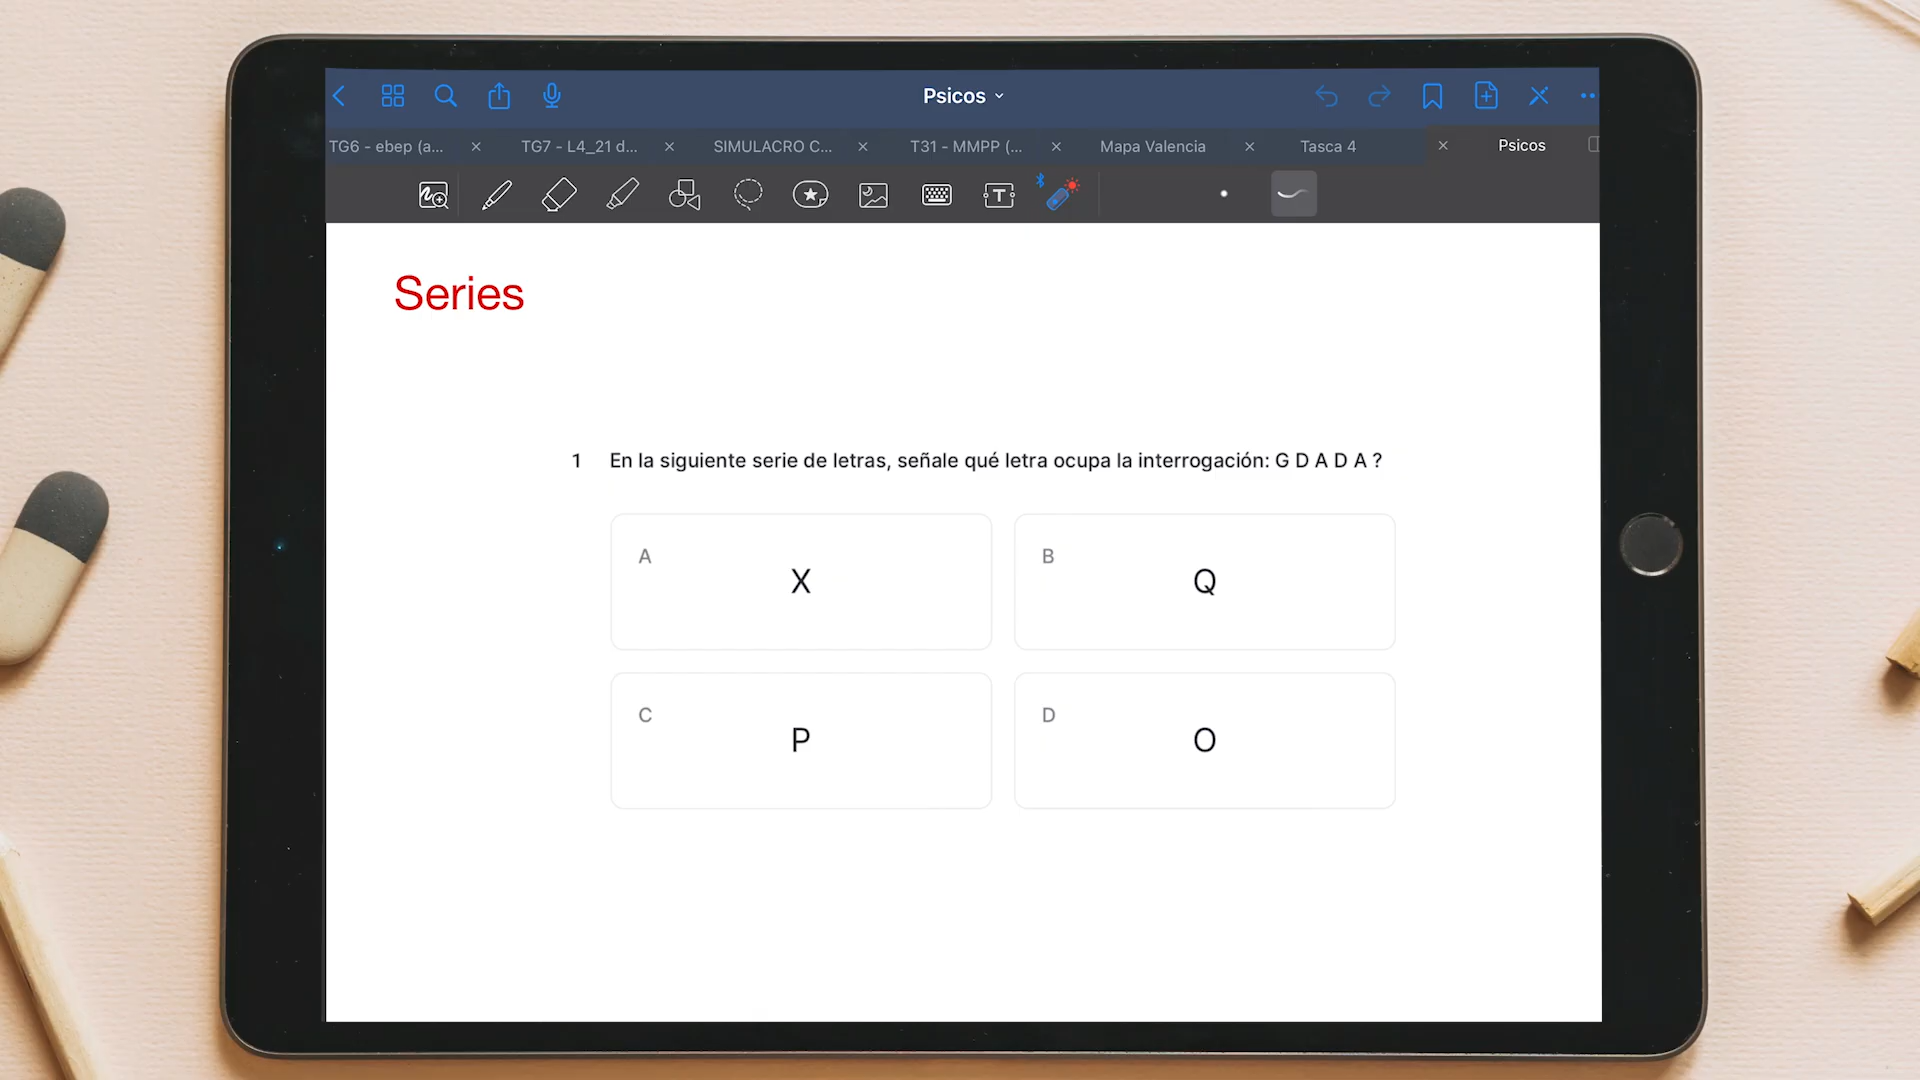 Psicos
TG6 - ebep (a...
TG7 - L4_21 d...
SIMULACRO C...
T31 - MMPP (...
Mapa Valencia
Tasca 4
Psicos
T
Series
1 En la siguiente serie de letras, señale qué letra ocupa la interrogación: G D A D A ?
A
X
B
Q
C
P
D
O